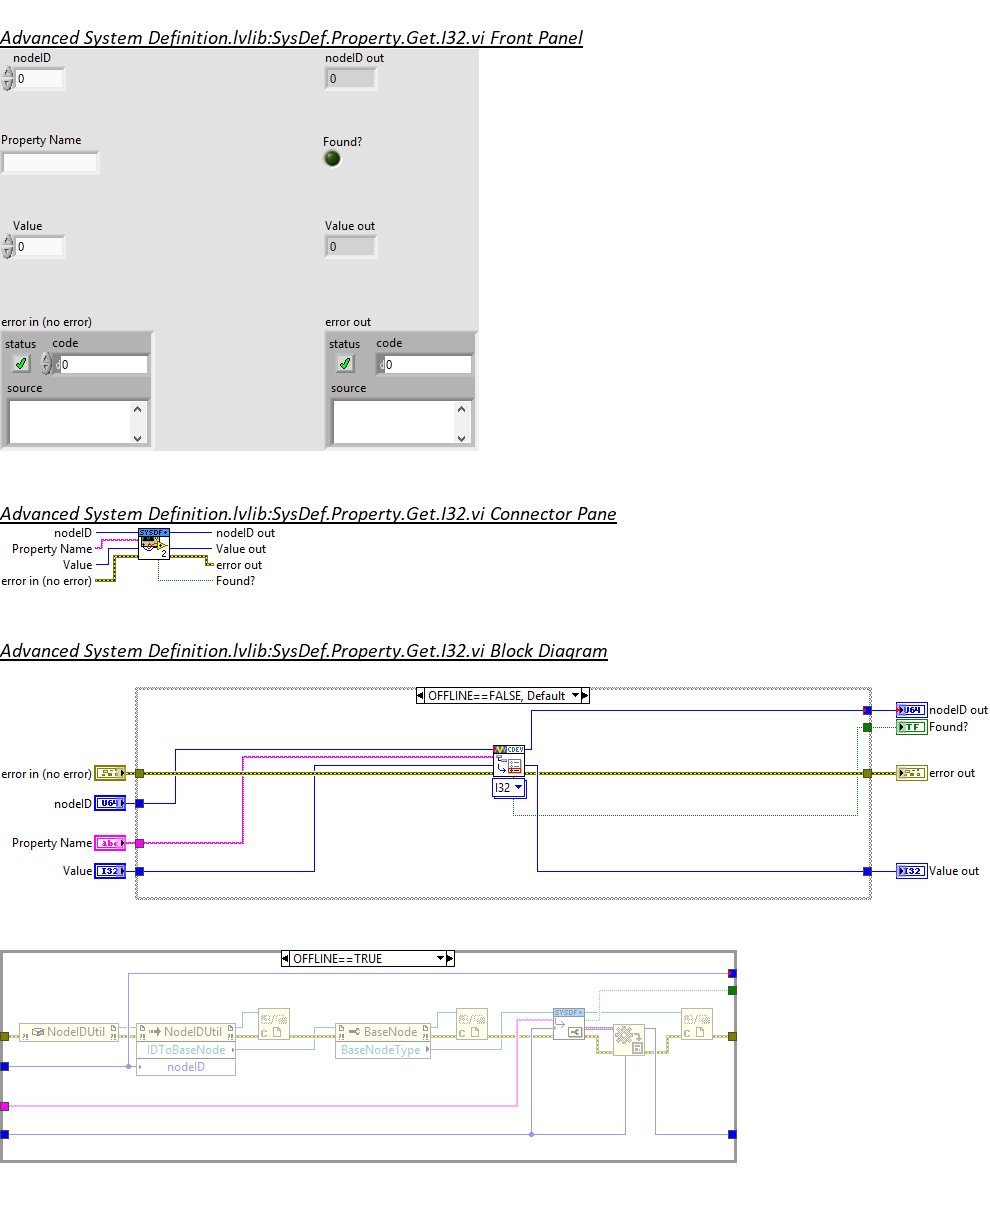 Advanced System Definition.lvlib:SysDef.Property.Get.I32.vi Front Panel
nodeID
nodeID out
0
0
Property Name
Found?
Value
Value out
0
0
error in (no error)
error out
status
code
status
code
0
0
source
source
Advanced System Definition.lvlib:SysDef.Property.Get.I32.vi Connector Pane
nodeID
SYSDF+
nodeID out
Property Name
Value out
Value
2
error out
error in (no error)
Found?
Advanced System Definition.lvlib:SysDef.Property.Get.I32.vi Block Diagram
OFFLINE==FALSE, Default
U64
nodeID out
TF
Found?
CDEV
error in (no error)
error out
I32
nodeID
U64
Property Name
abc
Value
I32
I32
Value out
OFFLINE==TRUE
SYSDF+
NodeIDUtil
NodeIDUtil
C
BaseNode
C
C
IDToBaseNode
BaseNodeType
nodeID